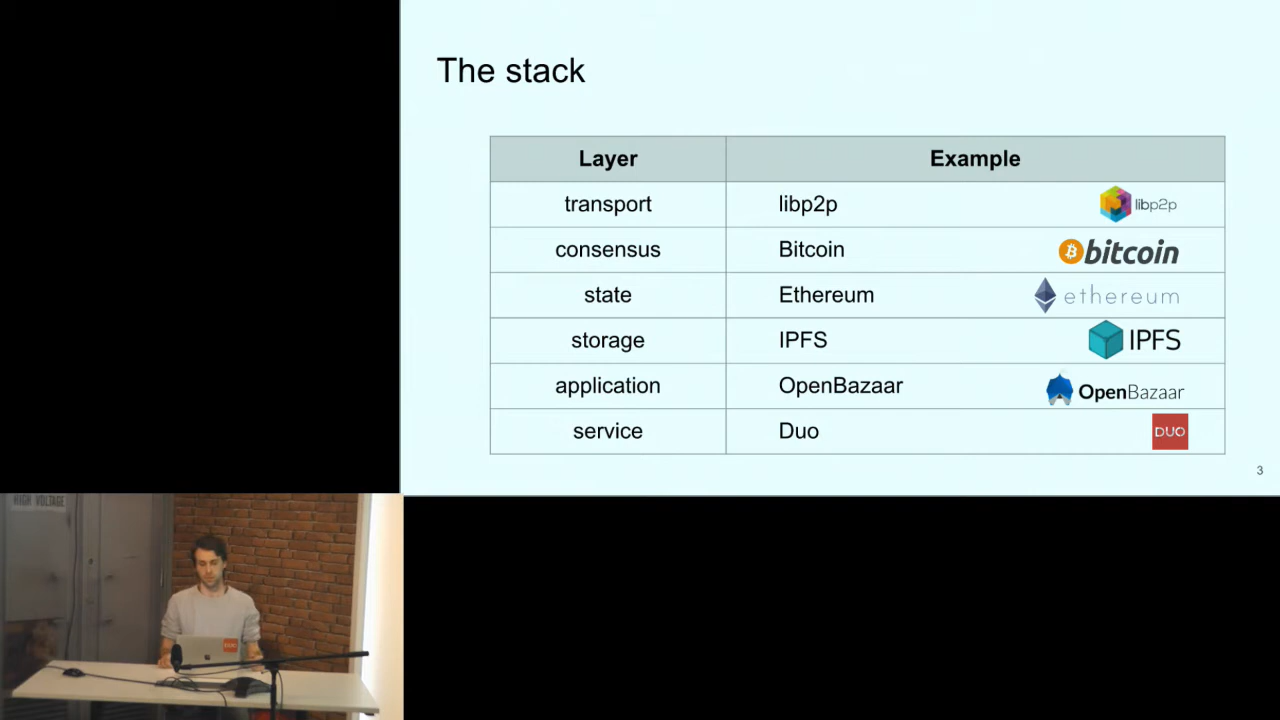 The stack
Layer Example
transport libp2p libp2p
consensus Bitcoin bitcoin
state Ethereum ethereum
storage IPFS IPFS
application OpenBazaar OpenBazaar
service Duo DUO
3
HIGH VOLTAGE
DUO